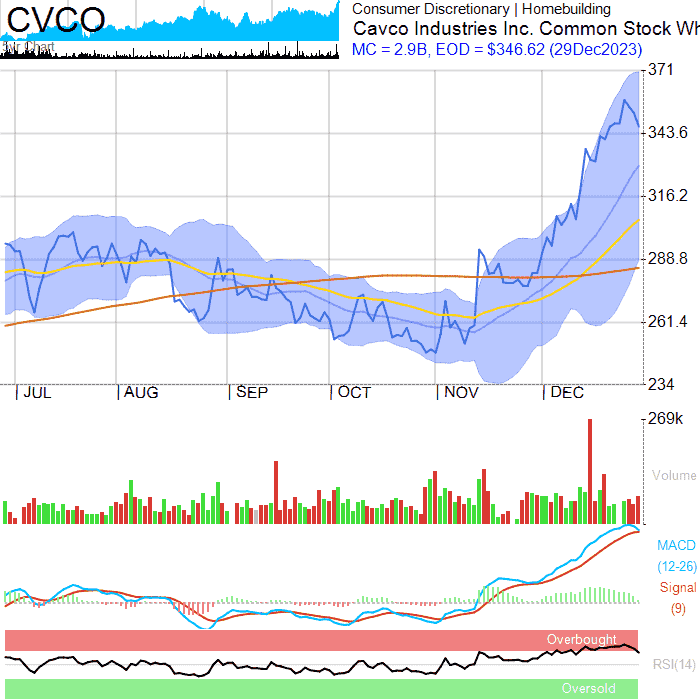 CVCO
5yr Chart
Consumer Discretionary | Homebuilding
Cavco Industries Inc. Common Stock Wh
MC = 2.9B, EOD = $346.62 (29Dec2023)
371
343.6
316.2
288.8
261.4
234
JUL AUG SEP OCT NOV DEC
269k
Volume
MACD
(12-26)
Signal
(9)
Overbought
RSI(14)
Oversold